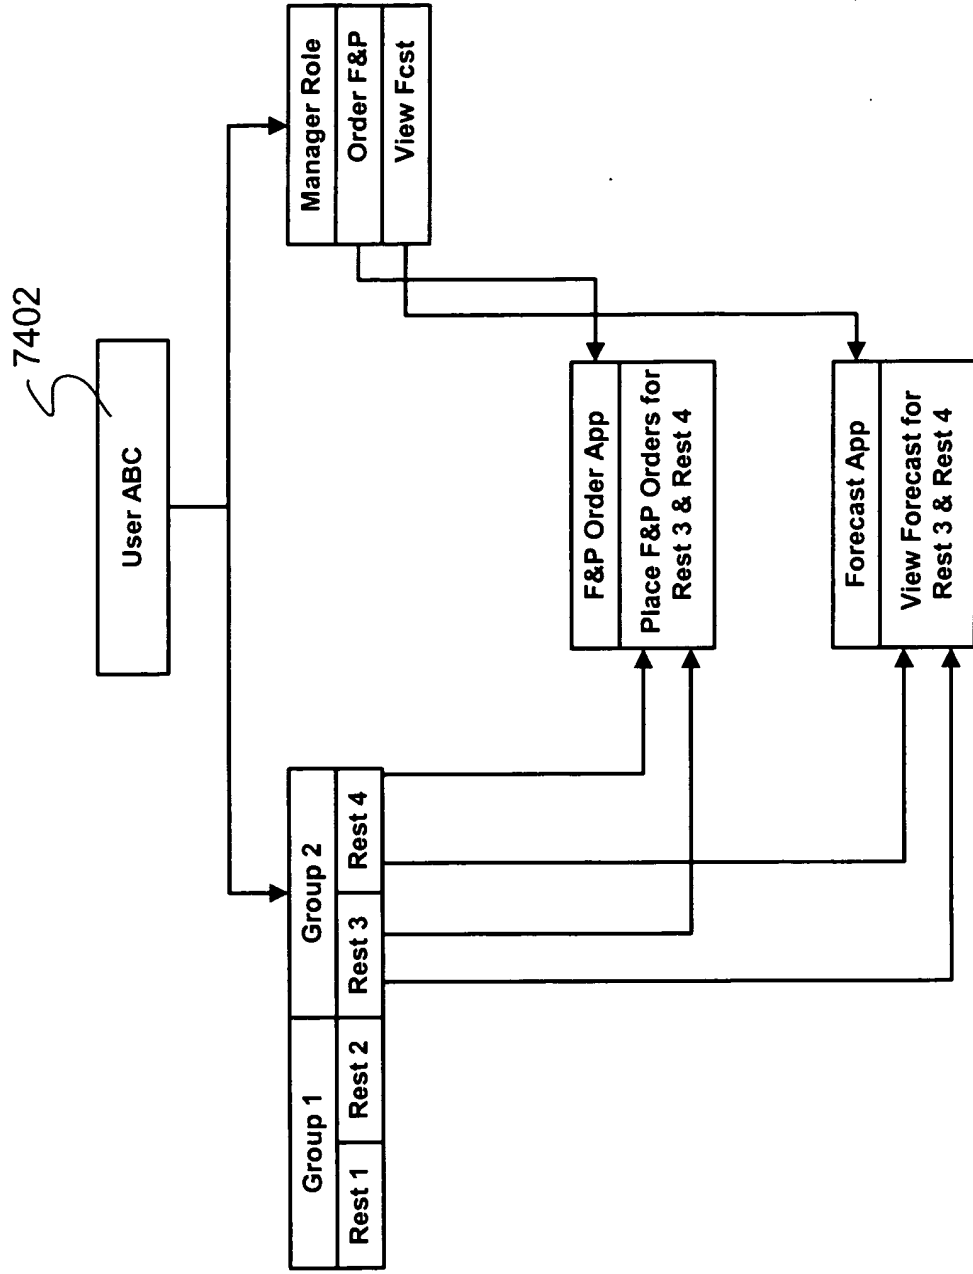 7402
User ABC
Group 1
Group 2
Rest 1
Rest 2
Rest 3
Rest 4
Manager Role
Order F&P
View Fcst
F&P Order App
Place F&P Orders for
Rest 3 & Rest 4
Forecast App
View Forecast for
Rest 3 & Rest 4